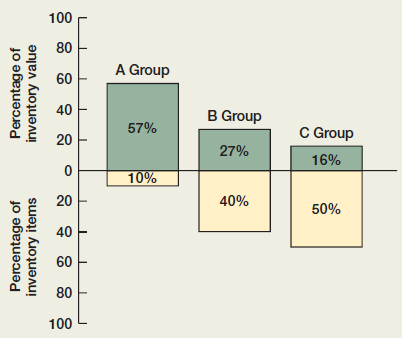 Percentage of
inventory value
Percentage of
inventory items
100
80
60
40
20
0
20
40
60
80
100
A Group
57%
10%
B Group
27%
40%
C Group
16%
50%